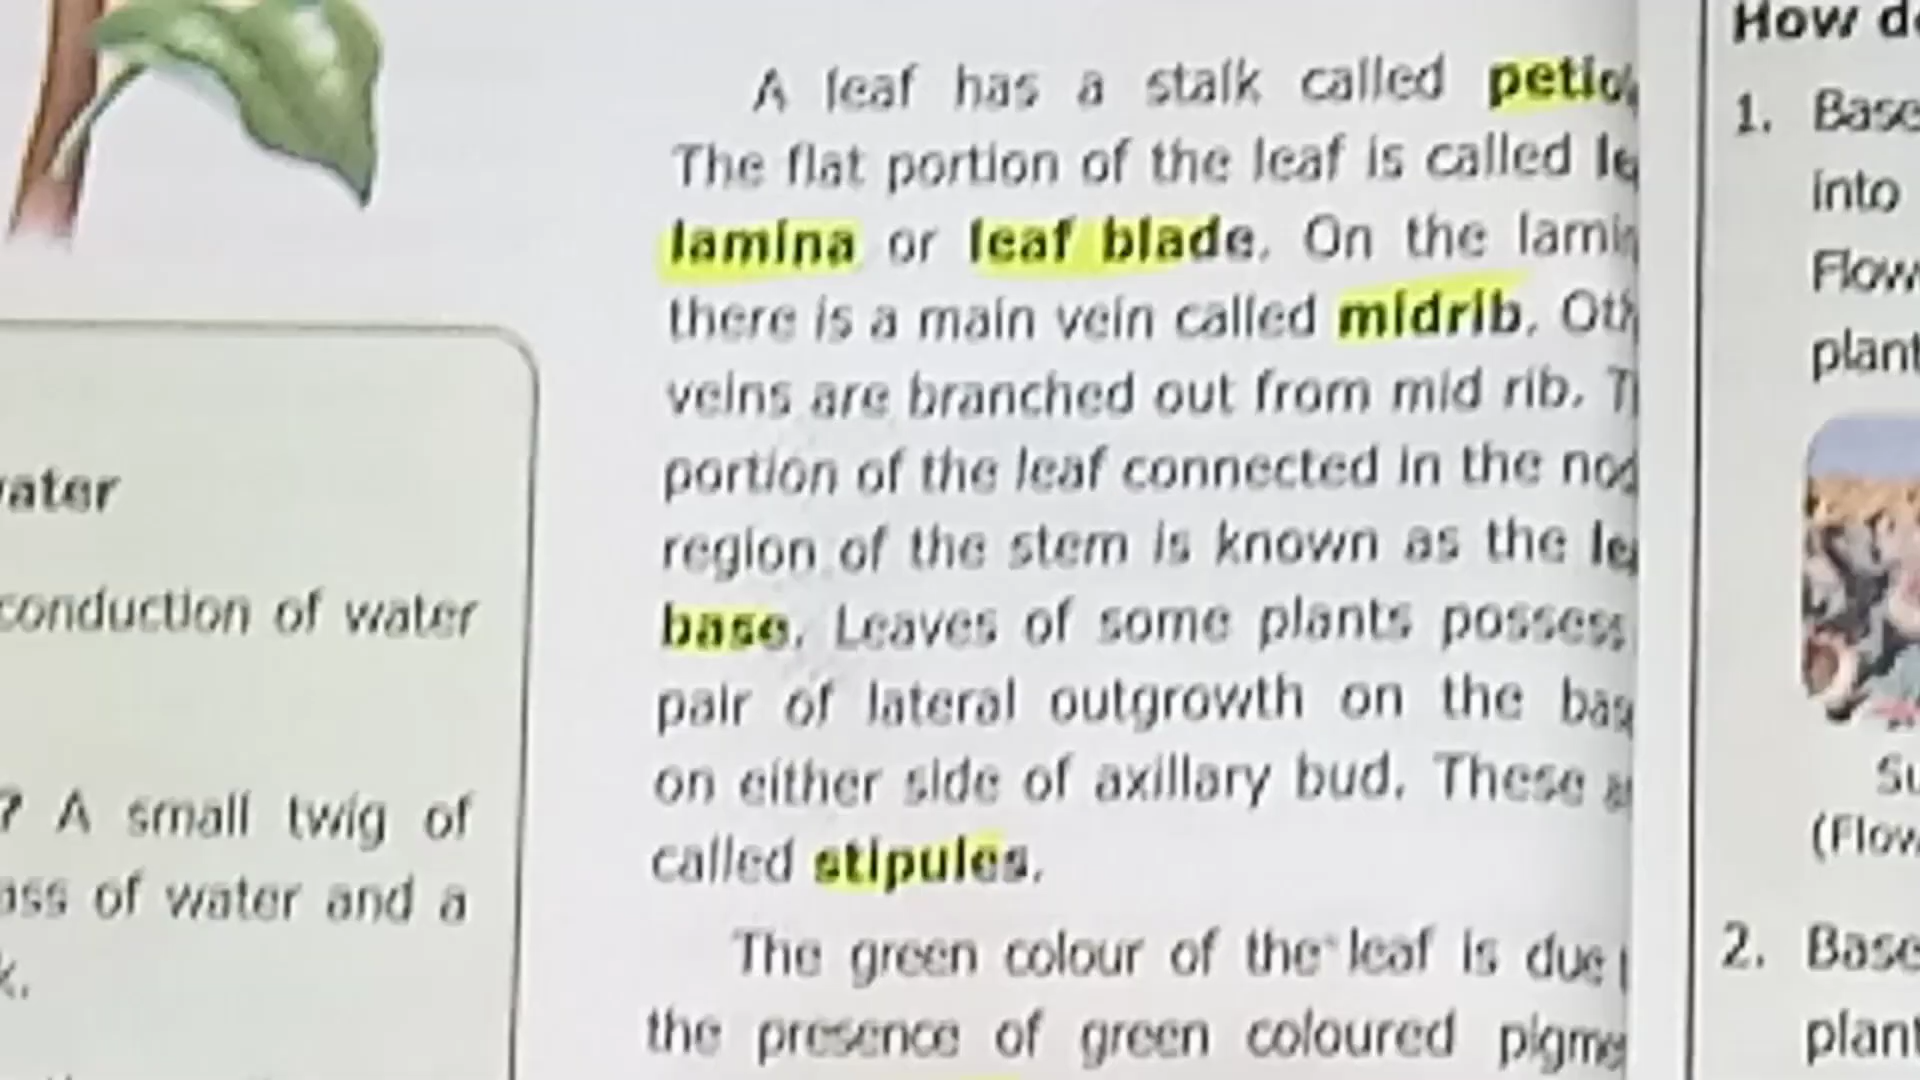 ater
conduction of water
? A small twig of
ass of water and a
k.
A leaf has a stalk called petio
The flat portion of the leaf is called le
lamina or leaf blade. On the lami
there is a main vein called midrib. Oth
veins are branched out from mid rib. T
portion of the leaf connected in the nod
region of the stem is known as the le
base. Leaves of some plants possess
pair of lateral outgrowth on the bas
on either side of axillary bud. These a
called stipules.
The green colour of the leaf is due
the presence of green coloured pigme
How d
1. Base
into
Flow
plant
Su
(Flow
2. Base
plant